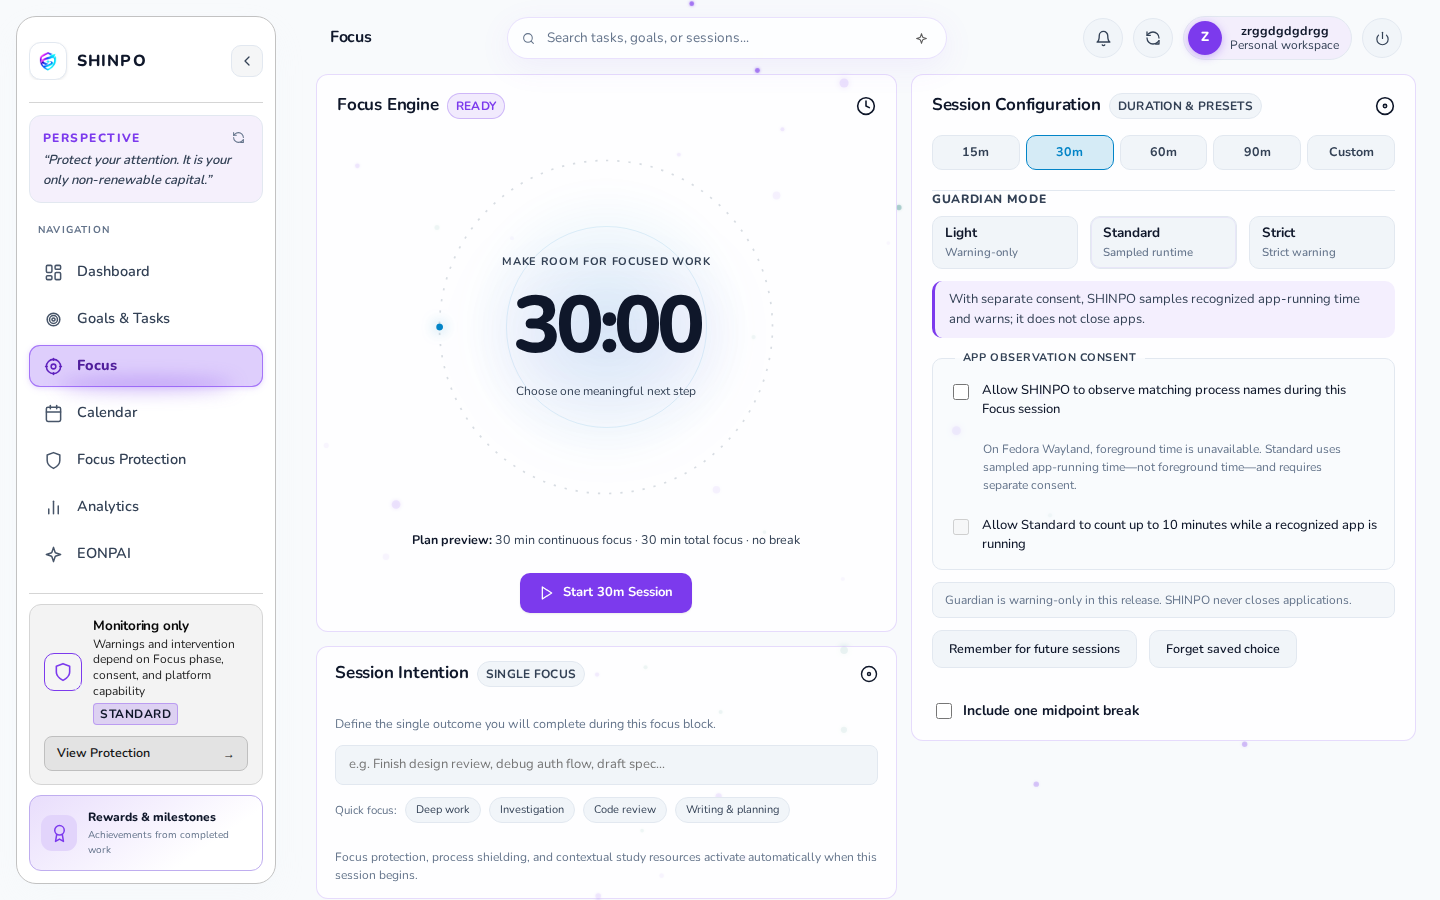 SHINPO
PERSPECTIVE
“Protect your attention. It is your
only non-renewable capital.”
NAVIGATION
Dashboard
Goals & Tasks
Focus
Calendar
Focus Protection
Analytics
EONPAI
Monitoring only
Warnings and intervention
depend on Focus phase,
consent, and platform
capability
STANDARD
View Protection →
Rewards & milestones
Achievements from completed
work
Focus
Search tasks, goals, or sessions...
Z
zrggdgdgdrgg
Personal workspace
Focus Engine READY
MAKE ROOM FOR FOCUSED WORK
30:00
Choose one meaningful next step
Plan preview: 30 min continuous focus · 30 min total focus · no break
Start 30m Session
Session Intention SINGLE FOCUS
Define the single outcome you will complete during this focus block.
e.g. Finish design review, debug auth flow, draft spec...
Quick focus: Deep work Investigation Code review Writing & planning
Focus protection, process shielding, and contextual study resources activate automatically when this
session begins.
Session Configuration DURATION & PRESETS
15m 30m 60m 90m Custom
GUARDIAN MODE
Light Standard Strict
Warning-only Sampled runtime Strict warning
With separate consent, SHINPO samples recognized app-running time
and warns; it does not close apps.
APP OBSERVATION CONSENT
Allow SHINPO to observe matching process names during this
Focus session
On Fedora Wayland, foreground time is unavailable. Standard uses
sampled app-running time—not foreground time—and requires
separate consent.
Allow Standard to count up to 10 minutes while a recognized app is
running
Guardian is warning-only in this release. SHINPO never closes applications.
Remember for future sessions Forget saved choice
Include one midpoint break